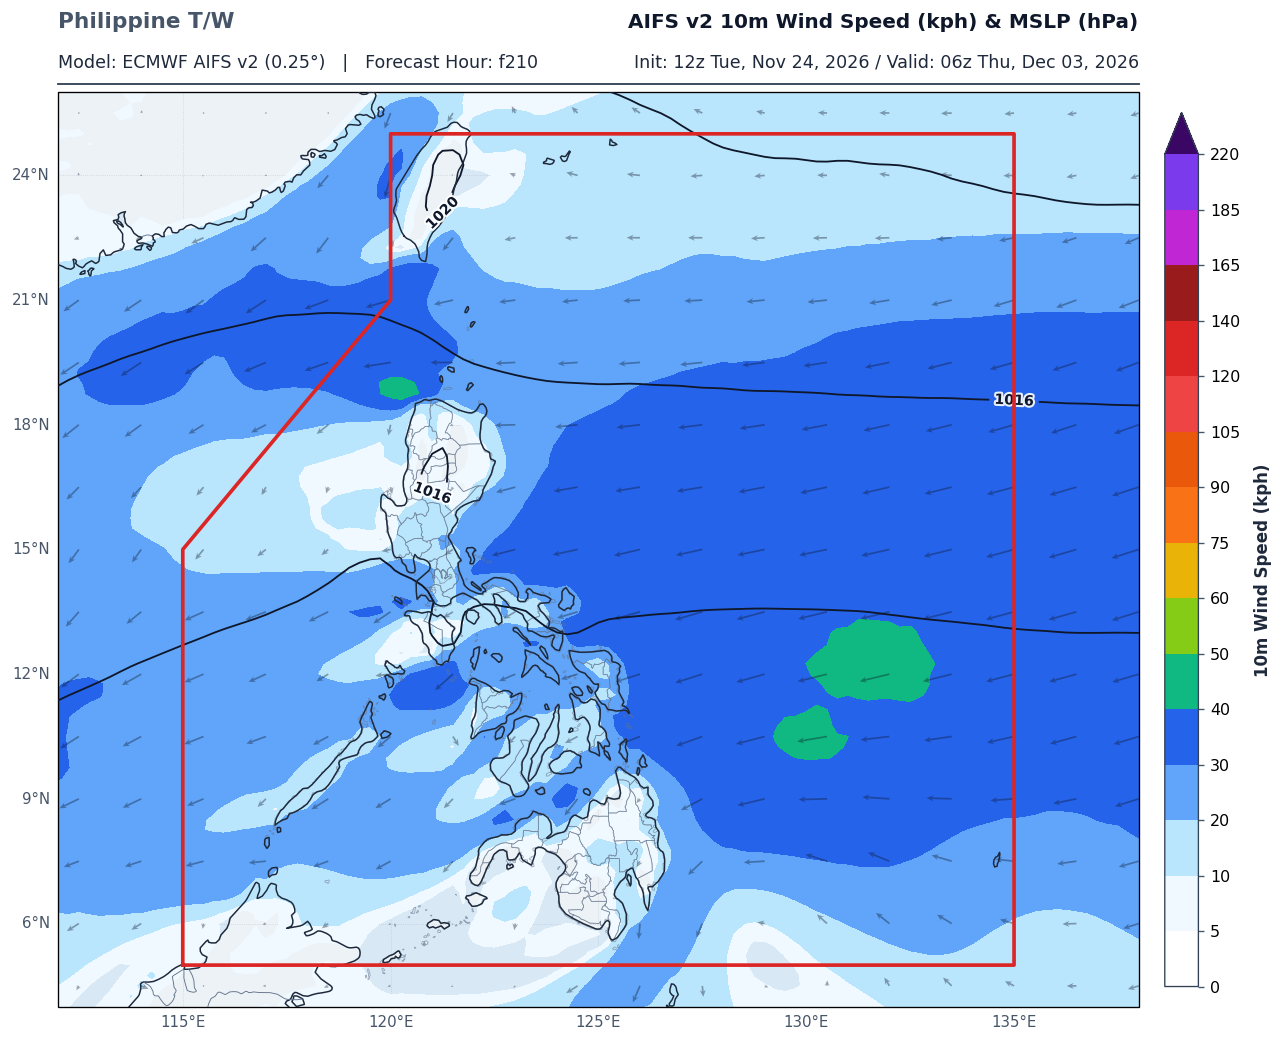 Philippine T/W
AIFS v2 10m Wind Speed (kph) & MSLP (hPa)
Model: ECMWF AIFS v2 (0.25°) | Forecast Hour: f210
Init: 12z Tue, Nov 24, 2026 / Valid: 06z Thu, Dec 03, 2026
24°N
21°N
18°N
15°N
12°N
9°N
6°N
1020
1016
1016
115°E
120°E
125°E
130°E
135°E
220
185
165
140
120
105
90
75
60
50
40
30
20
10
5
0
10m Wind Speed (kph)